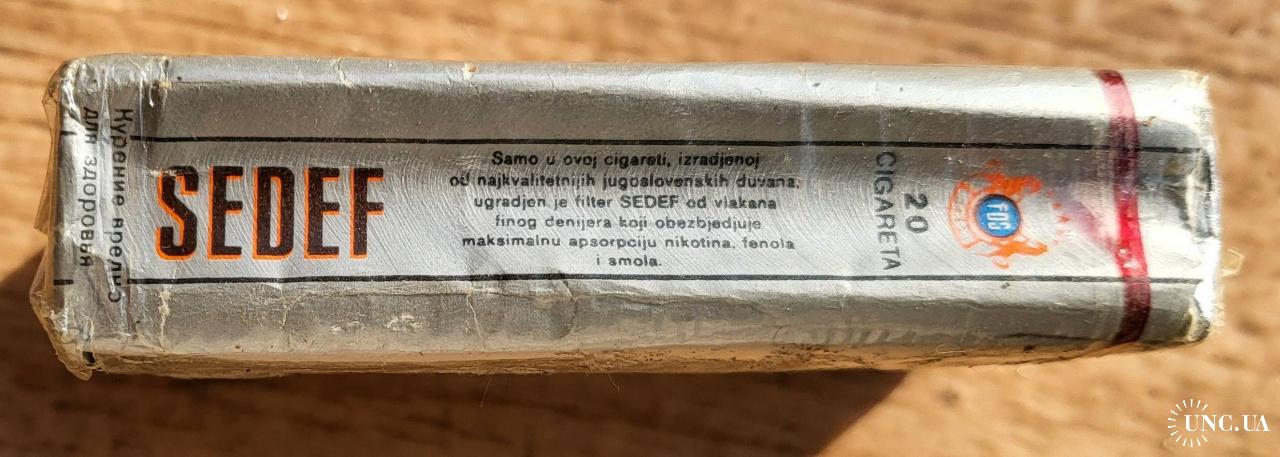 Курение вредно
для здоровья
SEDEF
Samo u ovoj cigareti, izradjenoj
od najkvalitetnijih jugoslovenskih duvana,
ugradjen je filter SEDEF od vlakana
finog denijera koji obezbjedjuje
maksimalnu apsorpciju nikotina, fenola
i smola.
20
CIGARETA
FDS
UNC.UA